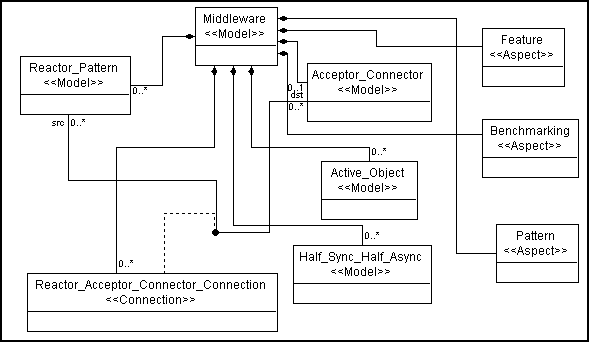 Middleware
<<Model>>
Feature
<<Aspect>>
Reactor_Pattern
<<Model>>
0..*
Acceptor_Connector
<<Model>>
0..1
dst
0..*
src
0..*
Benchmarking
<<Aspect>>
0..*
Active_Object
<<Model>>
Pattern
<<Aspect>>
0..*
0..*
Half_Sync_Half_Async
<<Model>>
Reactor_Acceptor_Connector_Connection
<<Connection>>